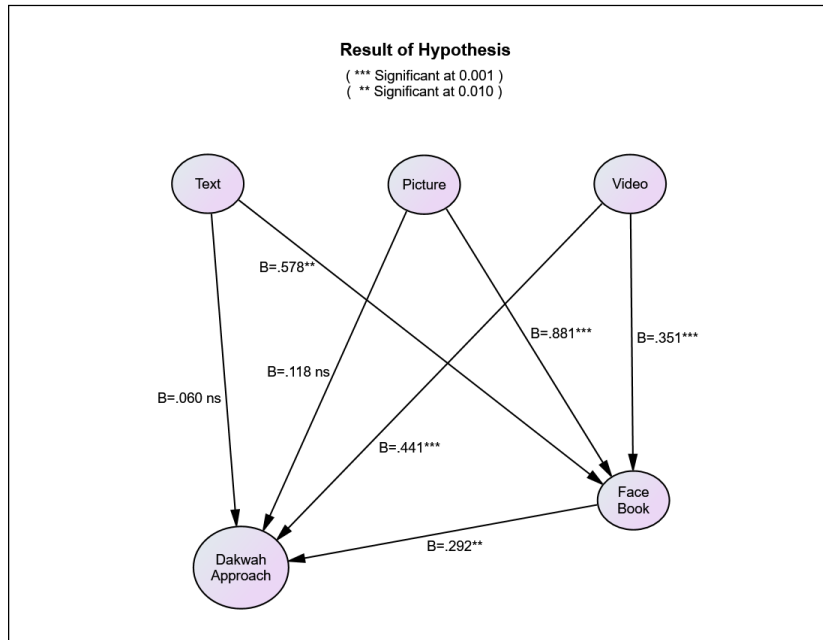 Result of Hypothesis
( *** Significant at 0.001 )
( ** Significant at 0.010 )
Text
Picture
Video
B=.578**
B=.881***
B=.351***
B=.118 ns
B=.060 ns
B=.441***
Face
Book
B=.292**
Dakwah
Approach